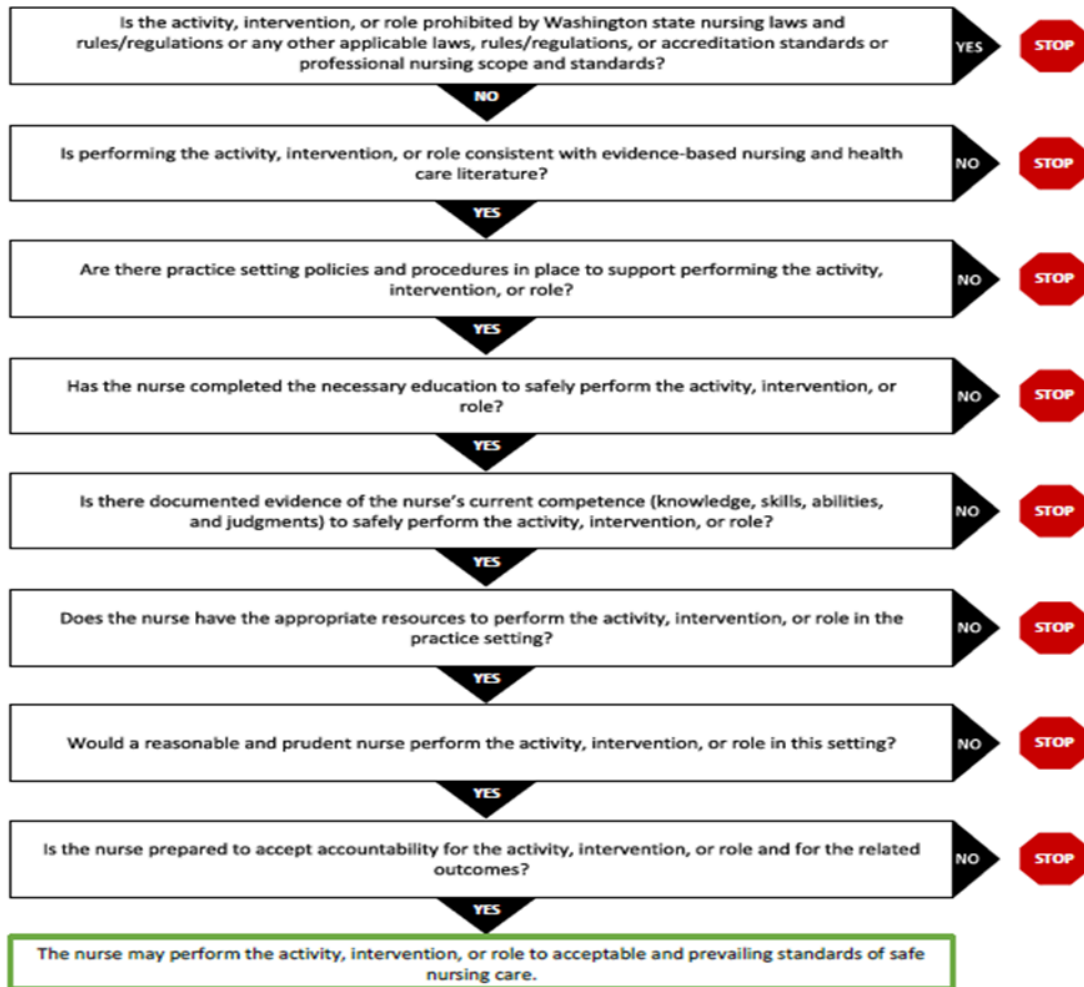 Is the activity, intervention, or role prohibited by Washington state nursing laws and
rules/regulations or any other applicable laws, rules/regulations, or accreditation standards or
professional nursing scope and standards?
YES
STOP
NO
Is performing the activity, intervention, or role consistent with evidence-based nursing and health
care literature?
NO
STOP
YES
Are there practice setting policies and procedures in place to support performing the activity,
intervention, or role?
NO
STOP
YES
Has the nurse completed the necessary education to safely perform the activity, intervention, or
role?
NO
STOP
YES
Is there documented evidence of the nurse's current competence (knowledge, skills, abilities,
and judgments) to safely perform the activity, intervention, or role?
NO
STOP
YES
Does the nurse have the appropriate resources to perform the activity, intervention, or role in the
practice setting?
NO
STOP
YES
Would a reasonable and prudent nurse perform the activity, intervention, or role in this setting?
NO
STOP
YES
Is the nurse prepared to accept accountability for the activity, intervention, or role and for the related
outcomes?
NO
STOP
YES
The nurse may perform the activity, intervention, or role to acceptable and prevailing standards of safe
nursing care.